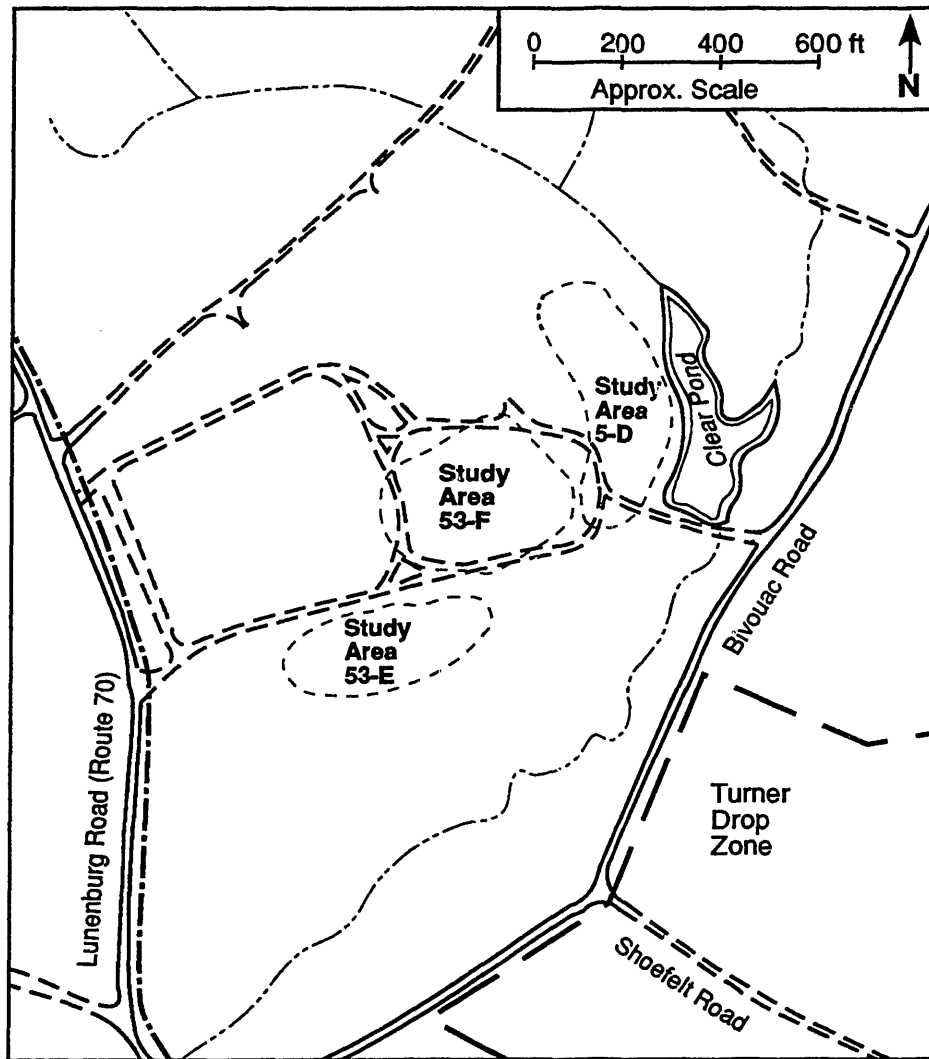 0 200 400 600 ft
Approx. Scale
N
Study
Area
5-D
Clear Pond
Study
Area
53-F
Study
Area
53-E
Bivouac Road
Lunenburg Road (Route 70)
Turner
Drop
Zone
Shoefelt Road